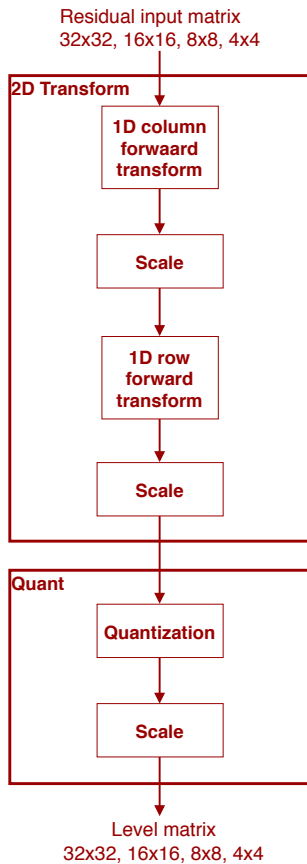 Residual input matrix
32x32, 16x16, 8x8, 4x4
2D Transform
1D column
forwaard
transform
Scale
1D row
forward
transform
Scale
Quant
Quantization
Scale
Level matrix
32x32, 16x16, 8x8, 4x4